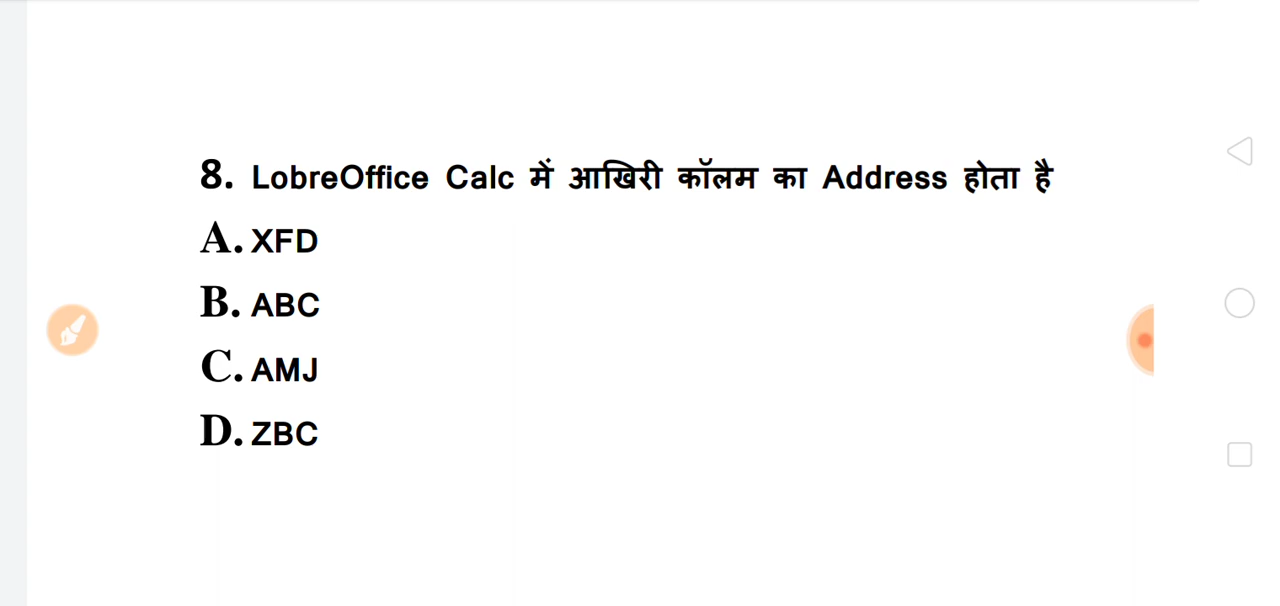 8. LobreOffice Calc में आखिरी कॉलम का Address होता है
A. XFD
B. ABC
C. AMJ
D. ZBC